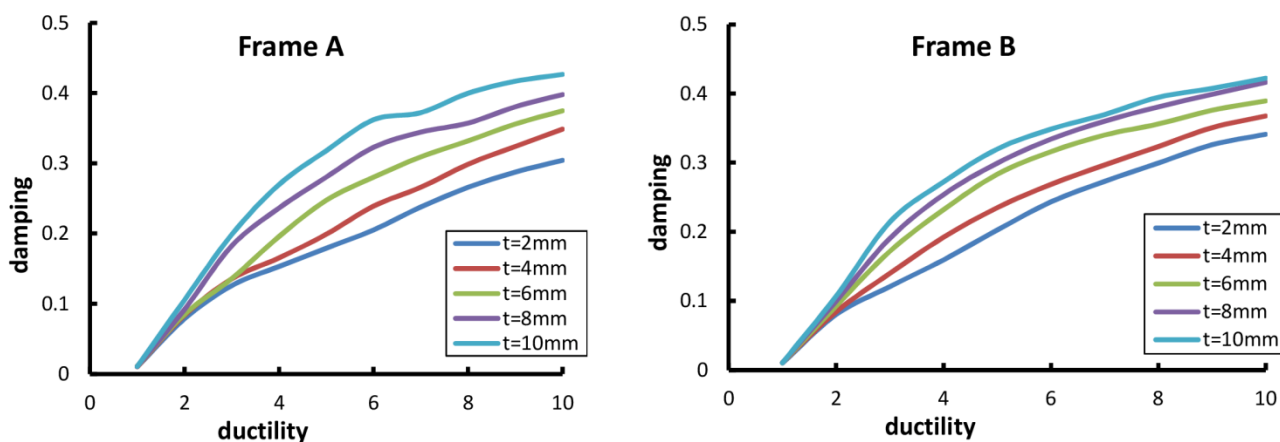 Frame A
0.5
0.4
0.3
0.2
0.1
0
damping
0
2
4
6
8
10
ductility
t=2mm
t=4mm
t=6mm
t=8mm
t=10mm
Frame B
0.5
0.4
0.3
0.2
0.1
0
damping
0
2
4
6
8
10
ductility
t=2mm
t=4mm
t=6mm
t=8mm
t=10mm